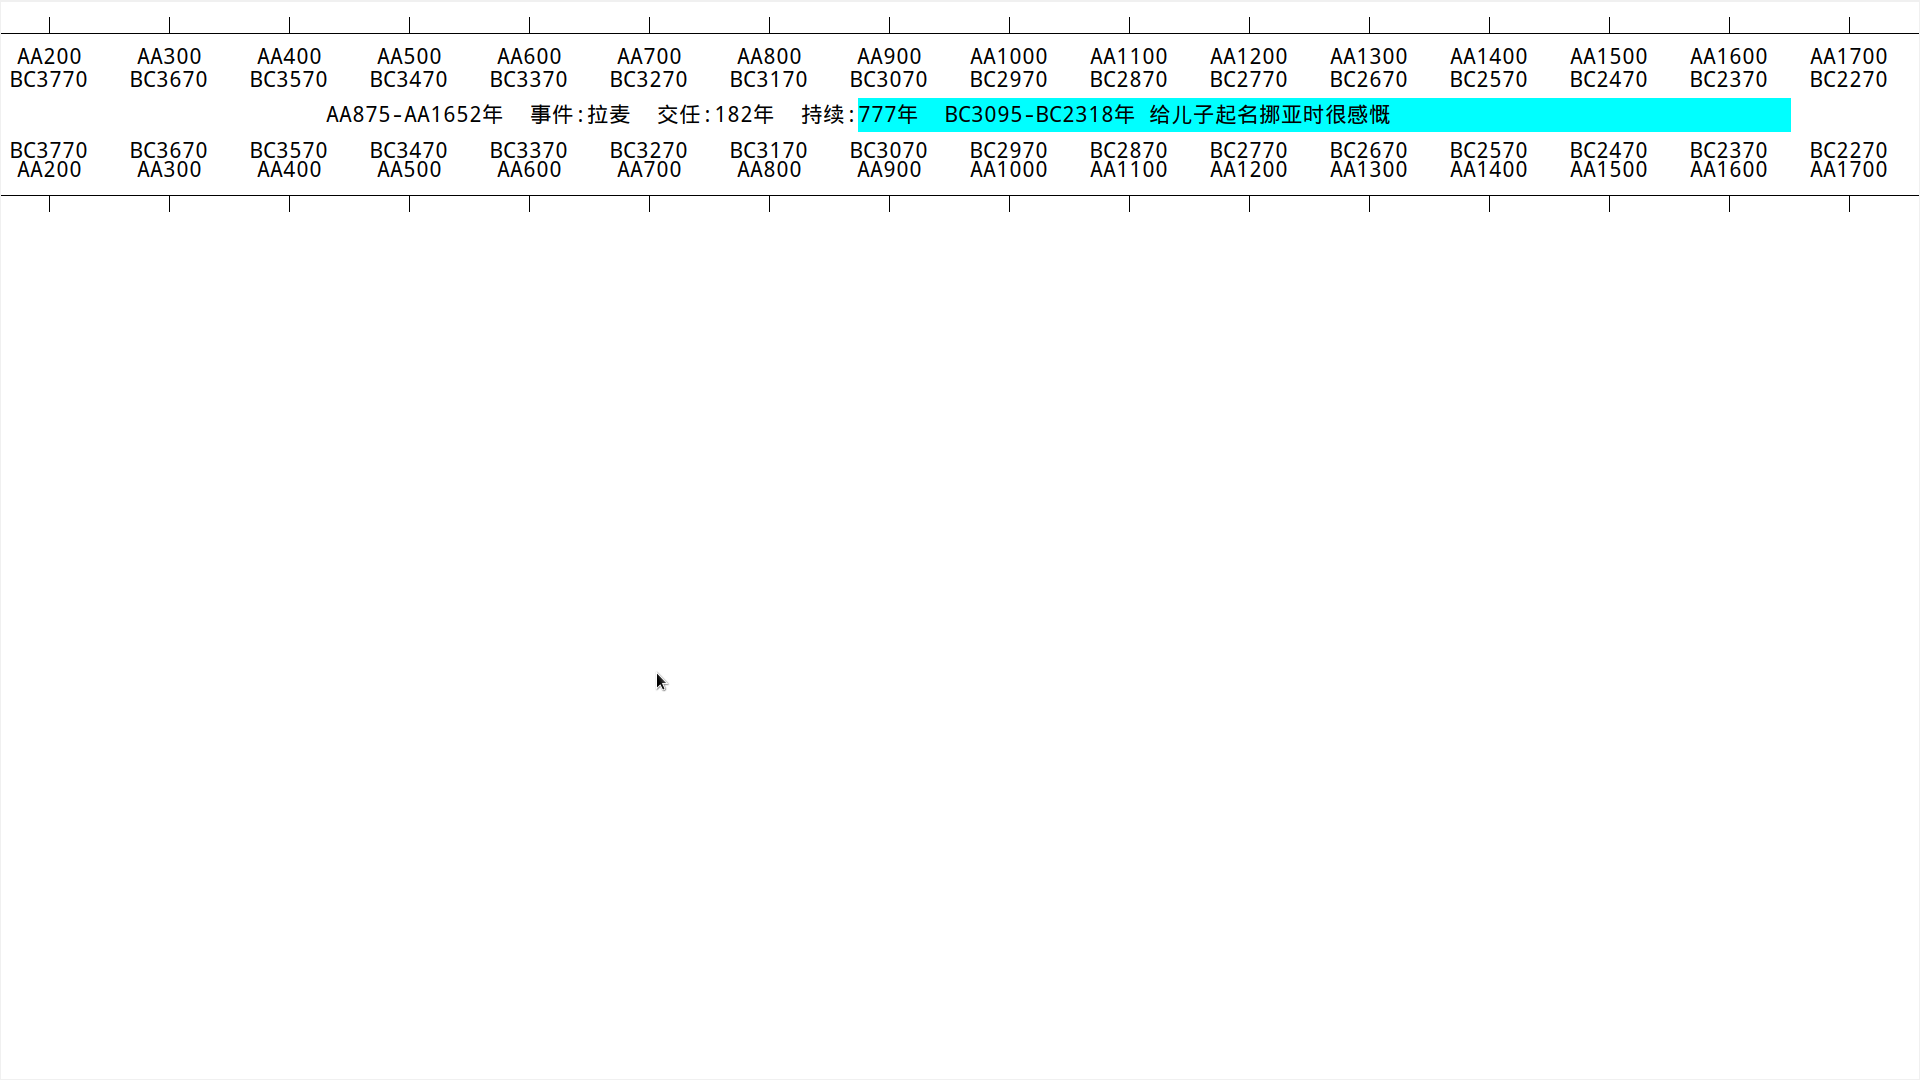 AA200 AA300 AA400 AA500 AA600 AA700 AA800 AA900 AA1000 AA1100 AA1200 AA1300 AA1400 AA1500 AA1600 AA1700
BC3770 BC3670 BC3570 BC3470 BC3370 BC3270 BC3170 BC3070 BC2970 BC2870 BC2770 BC2670 BC2570 BC2470 BC2370 BC2270
AA875-AA1652年 事件:拉麦 交任:182年 持续:777年 BC3095-BC2318年 给儿子起名挪亚时很感慨
BC3770 BC3670 BC3570 BC3470 BC3370 BC3270 BC3170 BC3070 BC2970 BC2870 BC2770 BC2670 BC2570 BC2470 BC2370 BC2270
AA200 AA300 AA400 AA500 AA600 AA700 AA800 AA900 AA1000 AA1100 AA1200 AA1300 AA1400 AA1500 AA1600 AA1700